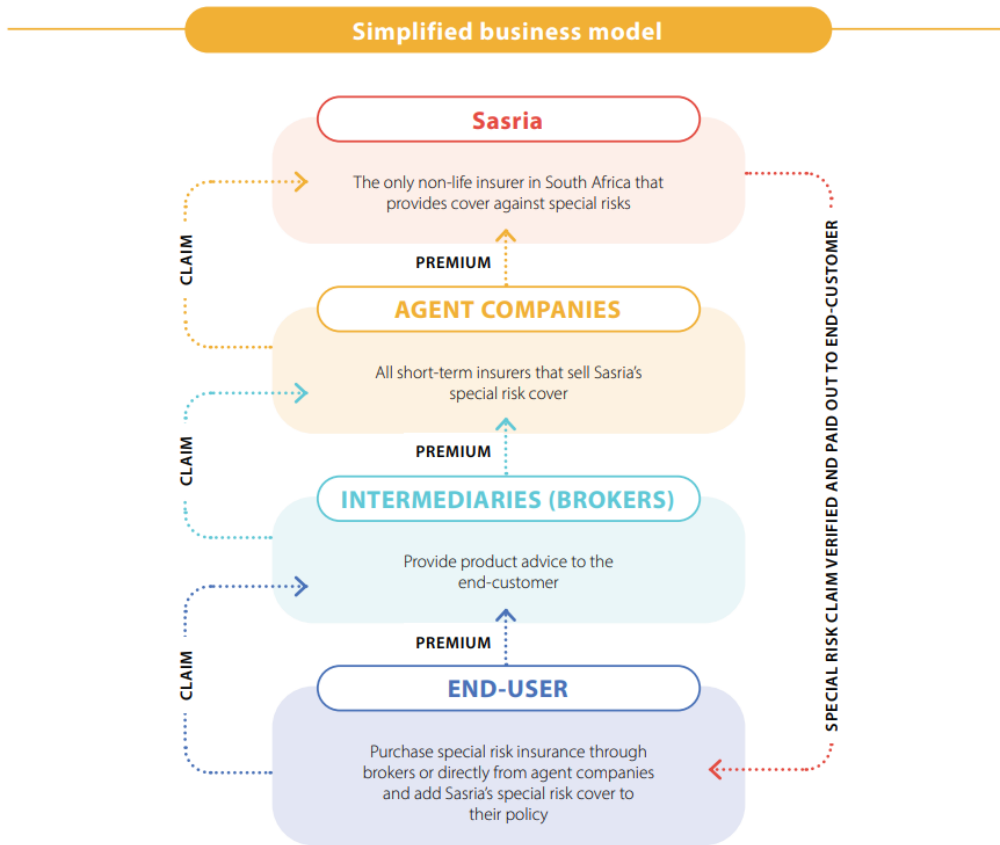 Simplified business model
Sasria
The only non-life insurer in South Africa that
provides cover against special risks
CLAIM
PREMIUM
AGENT COMPANIES
All short-term insurers that sell Sasria’s
special risk cover
CLAIM
PREMIUM
INTERMEDIARIES (BROKERS)
Provide product advice to the
end-customer
CLAIM
PREMIUM
END-USER
Purchase special risk insurance through
brokers or directly from agent companies
and add Sasria’s special risk cover to
their policy
SPECIAL RISK CLAIM VERIFIED AND PAID OUT TO END-CUSTOMER